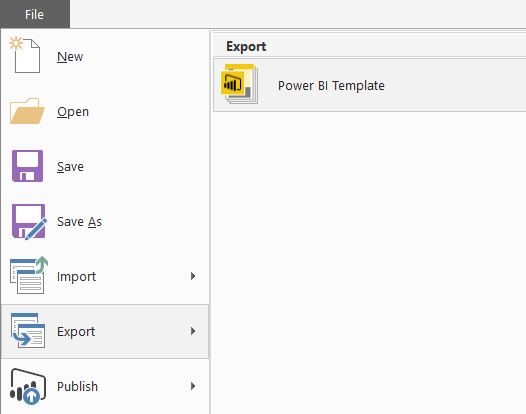 File
New
Open
Save
Save As
Import
Export
Publish
Export
Power BI Template